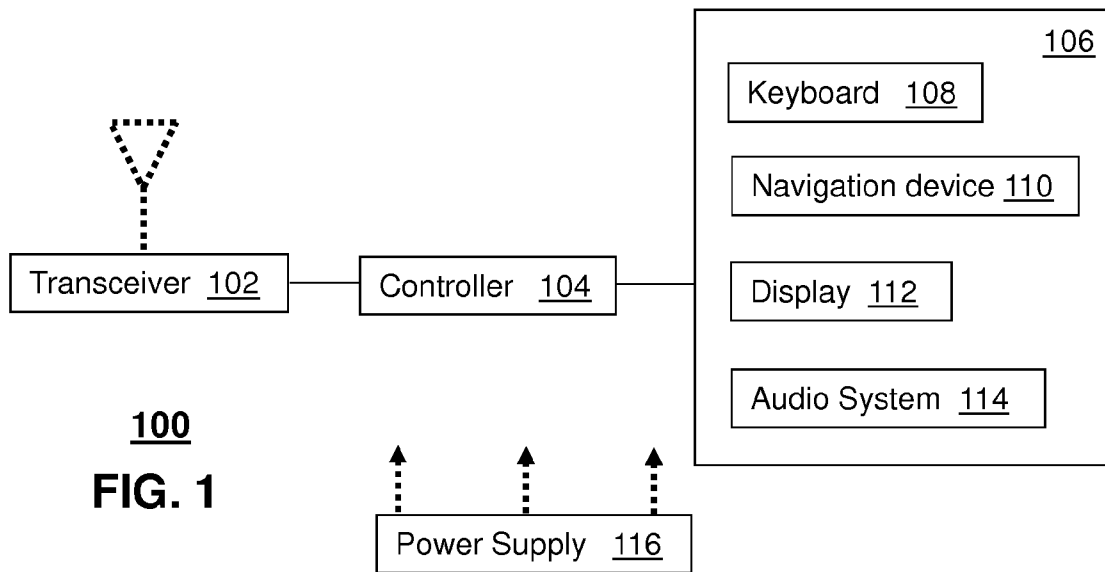 106
Keyboard 108
Navigation device 110
Transceiver 102
Controller 104
Display 112
Audio System 114
100
FIG. 1
Power Supply 116